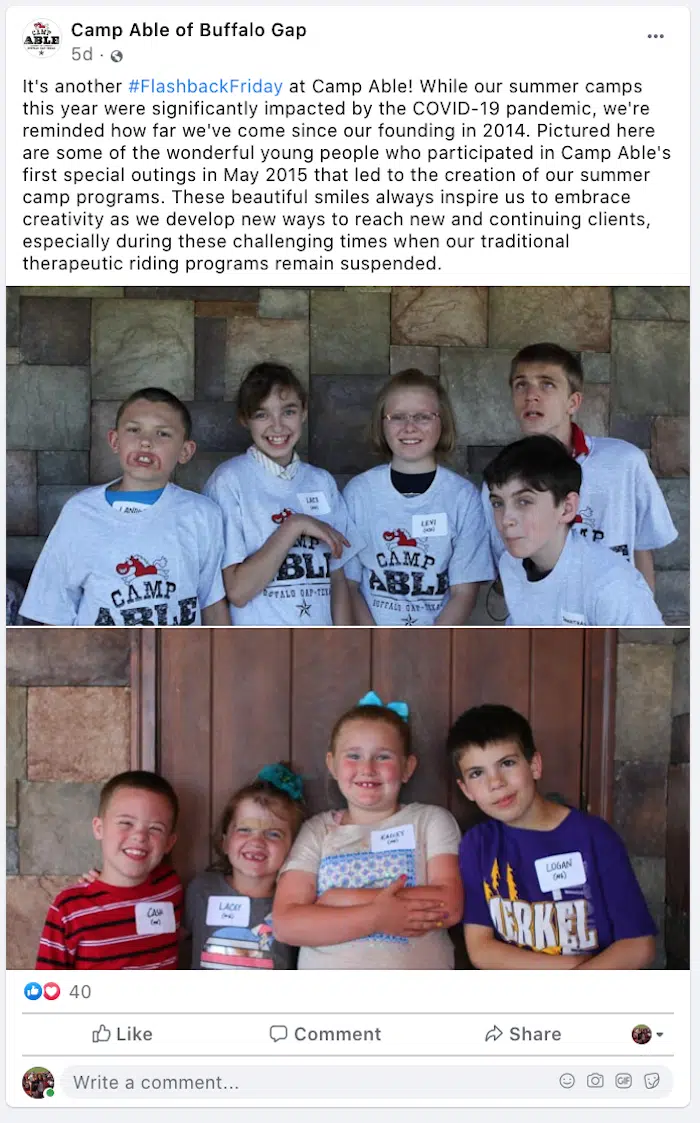 Camp Able of Buffalo Gap
5d ·
It's another #FlashbackFriday at Camp Able! While our summer camps
this year were significantly impacted by the COVID-19 pandemic, we're
reminded how far we've come since our founding in 2014. Pictured here
are some of the wonderful young people who participated in Camp Able's
first special outings in May 2015 that led to the creation of our summer
camp programs. These beautiful smiles always inspire us to embrace
creativity as we develop new ways to reach new and continuing clients,
especially during these challenging times when our traditional
therapeutic riding programs remain suspended.
LEVI
CAMP
ABLE
CAMP
ABLE
BUFFALO GAP-TEXAS
CASH
LACKY
LOGAN
MERKEL
40
Like
Comment
Share
Write a comment...
GIF